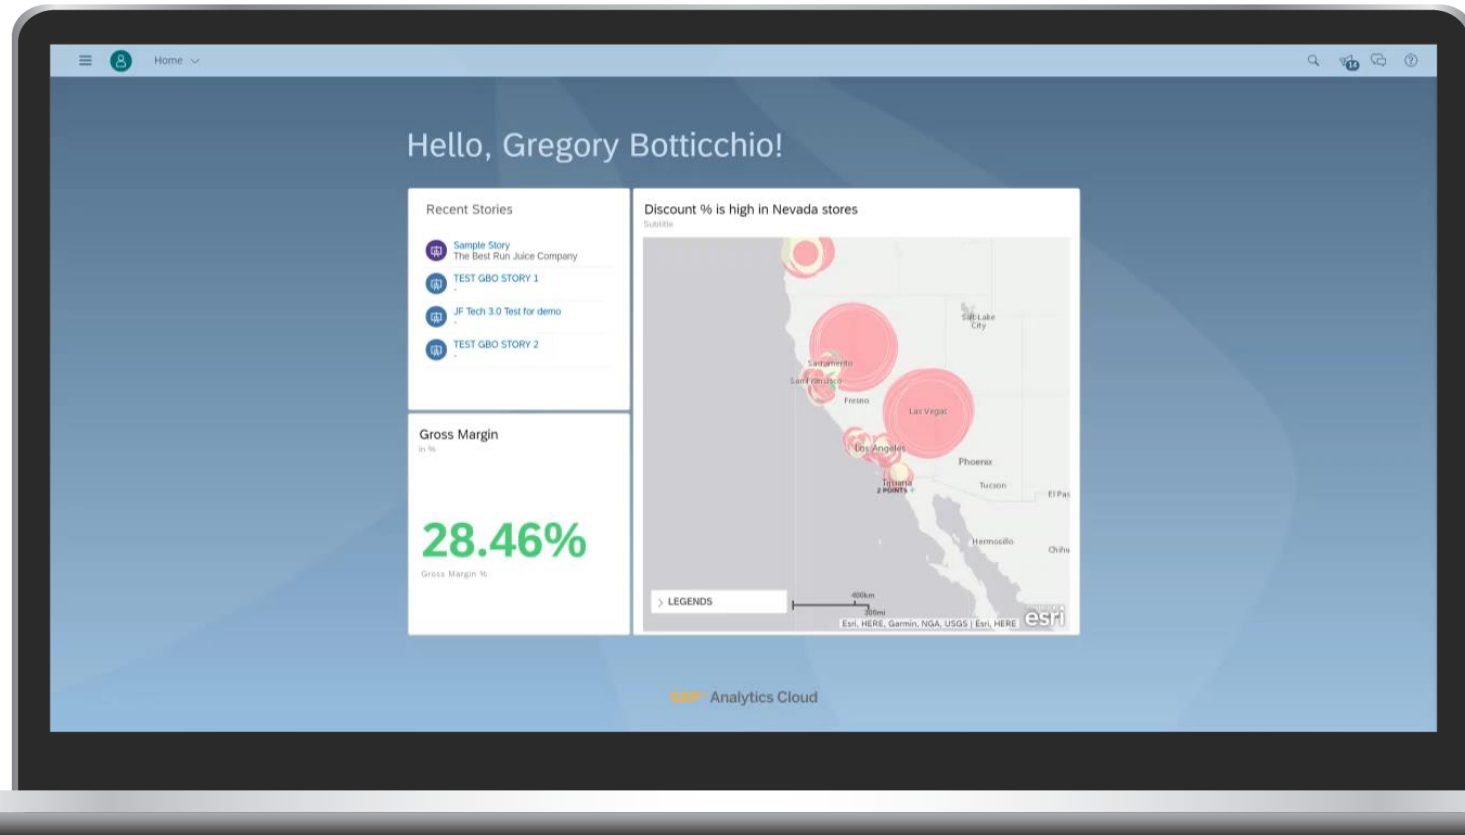 Home
14
Hello, Gregory Botticchio!
Recent Stories
Sample Story
The Best Run Juice Company
TEST GBO STORY 1
-
JF Tech 3.0 Test for demo
-
TEST GBO STORY 2
-
Gross Margin
in %
28.46%
Gross Margin %
Discount % is high in Nevada stores
Subtitle
Salt Lake
City
Sacramento
San Francisco
Fresno
Las Vegas
Los Angeles
Phoenix
Tijuana
2 POINTS +
Tucson
El Pas
Hermosillo
Chihu
LEGENDS
400km
300mi
Esri, HERE, Garmin, NGA, USGS | Esri, HERE
esri
SAP Analytics Cloud